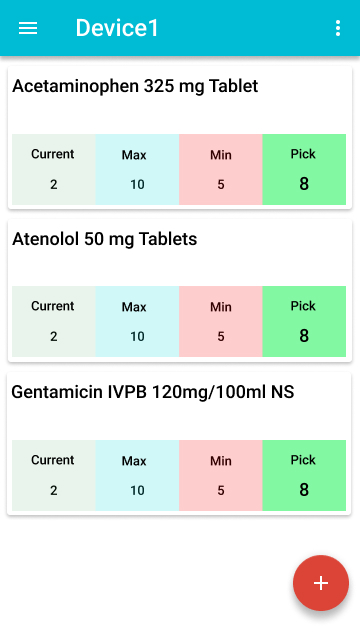 Device1
Acetaminophen 325 mg Tablet
Current Max Min Pick
2 10 5 8
Atenolol 50 mg Tablets
Current Max Min Pick
2 10 5 8
Gentamicin IVPB 120mg/100ml NS
Current Max Min Pick
2 10 5 8
+